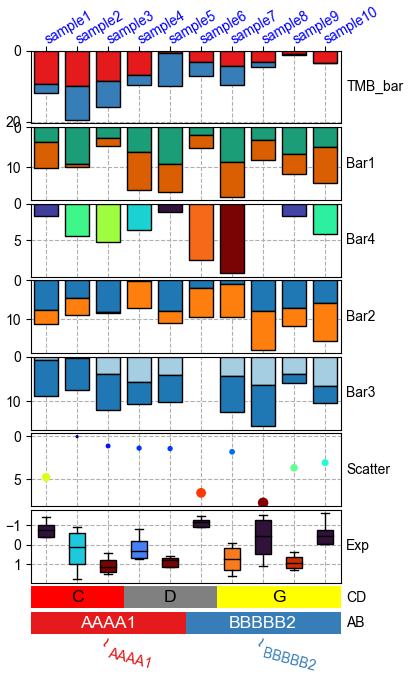 sample1 sample2 sample3 sample4 sample5 sample6 sample7 sample8 sample9 sample10
0
TMB_bar
20
0
Bar1
10
0
Bar4
5
0
Bar2
10
0
Bar3
10
0
Scatter
5
−1
0
Exp
1
C D G CD
AAAA1 BBBBB2 AB
~AAAA1 ~BBBBB2